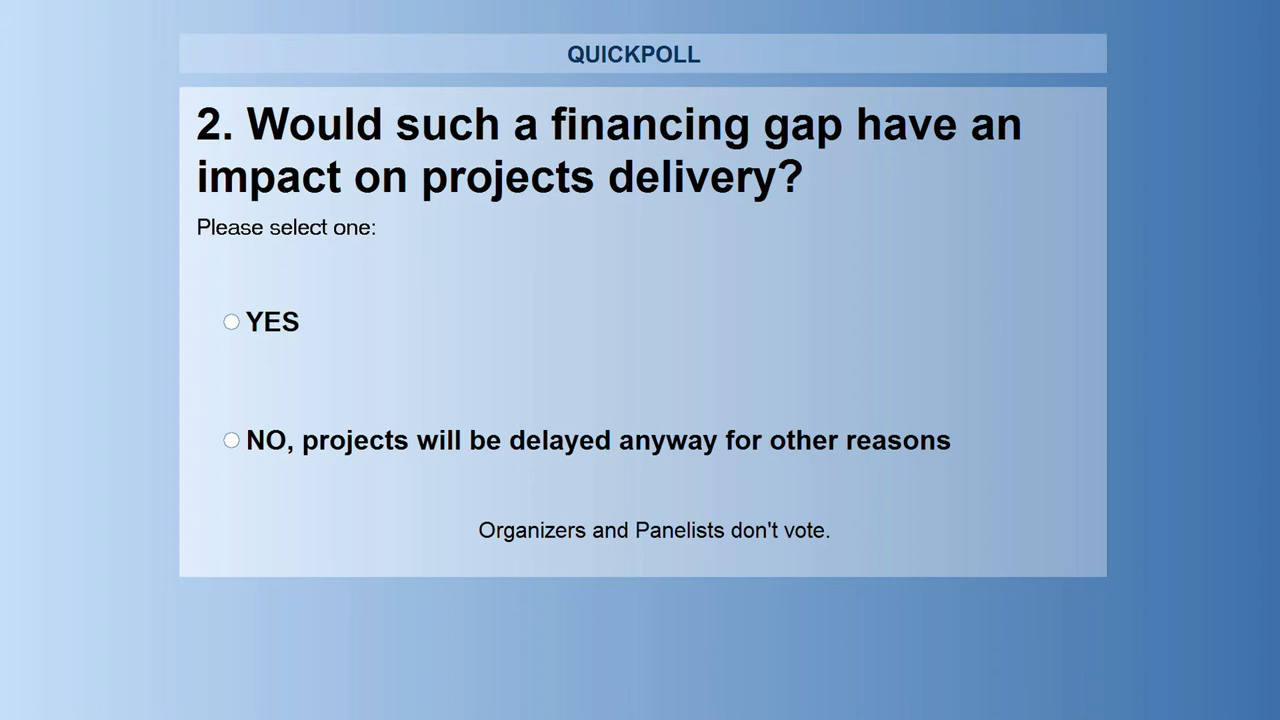 QUICKPOLL
2. Would such a financing gap have an
impact on projects delivery?
Please select one:
YES
NO, projects will be delayed anyway for other reasons
Organizers and Panelists don't vote.